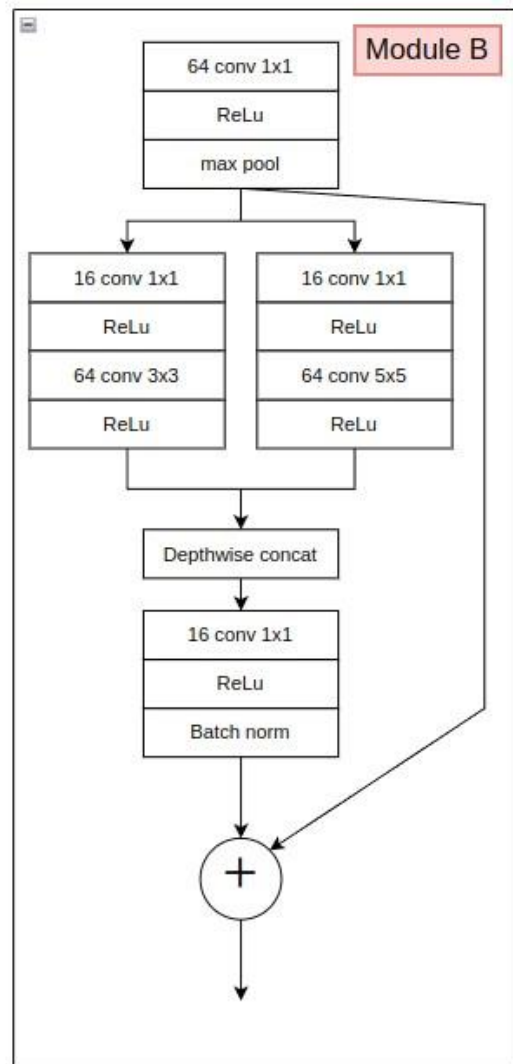 Module B
64 conv 1x1
ReLu
max pool
16 conv 1x1
ReLu
64 conv 3x3
ReLu
16 conv 1x1
ReLu
64 conv 5x5
ReLu
Depthwise concat
16 conv 1x1
ReLu
Batch norm
+